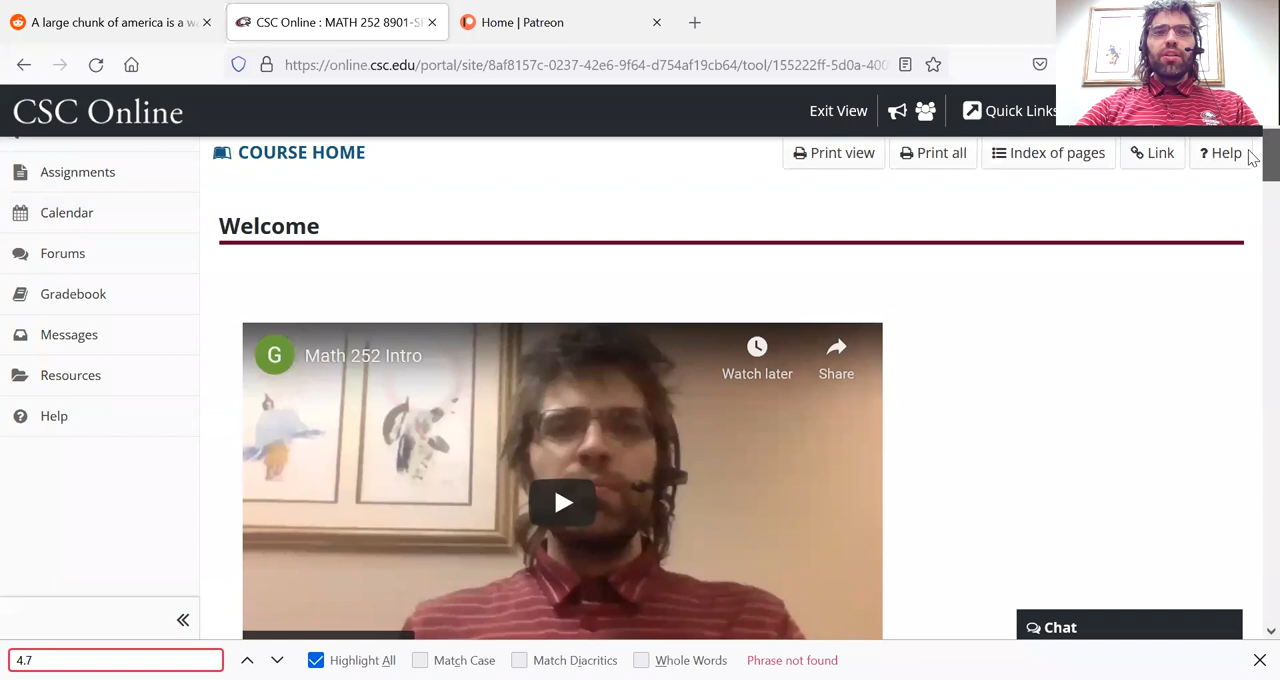 A large chunk of america is a w
CSC Online : MATH 252 8901-S
Home | Patreon
https://online.csc.edu/portal/site/8af8157c-0237-42e6-9f64-d754af19cb64/tool/155222ff-5d0a-400
CSC Online
Exit View
Quick Links
COURSE HOME
Print view
Print all
Index of pages
Link
? Help
Assignments
Calendar
Forums
Gradebook
Messages
Resources
Help
Welcome
G
Math 252 Intro
Watch later
Share
Chat
4.7
Highlight All
Match Case
Match Diacritics
Whole Words
Phrase not found